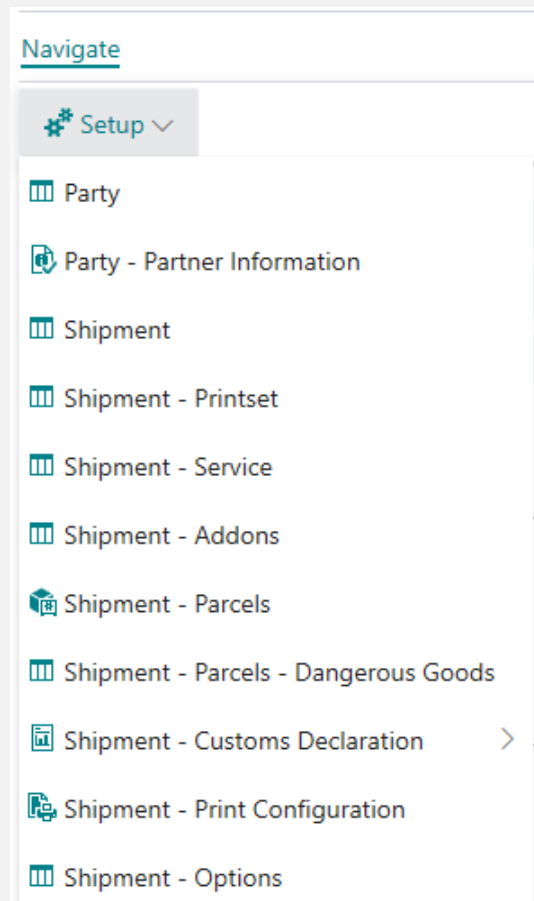 Navigate
Setup
Party
Party - Partner Information
Shipment
Shipment - Printset
Shipment - Service
Shipment - Addons
Shipment - Parcels
Shipment - Parcels - Dangerous Goods
Shipment - Customs Declaration
Shipment - Print Configuration
Shipment - Options